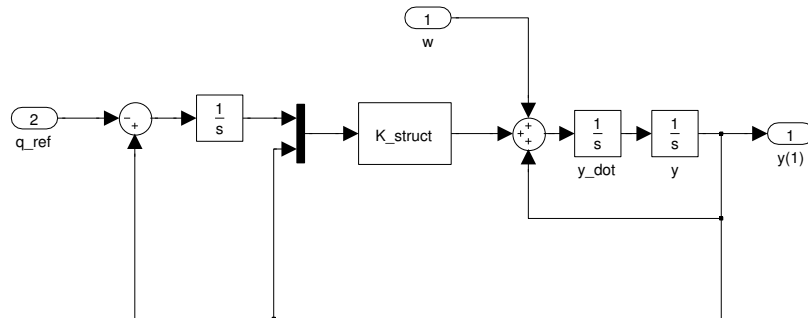 1
w
2
q_ref
-
+
1
s
K_struct
+
+
+
1
s
y_dot
1
s
y
1
y(1)